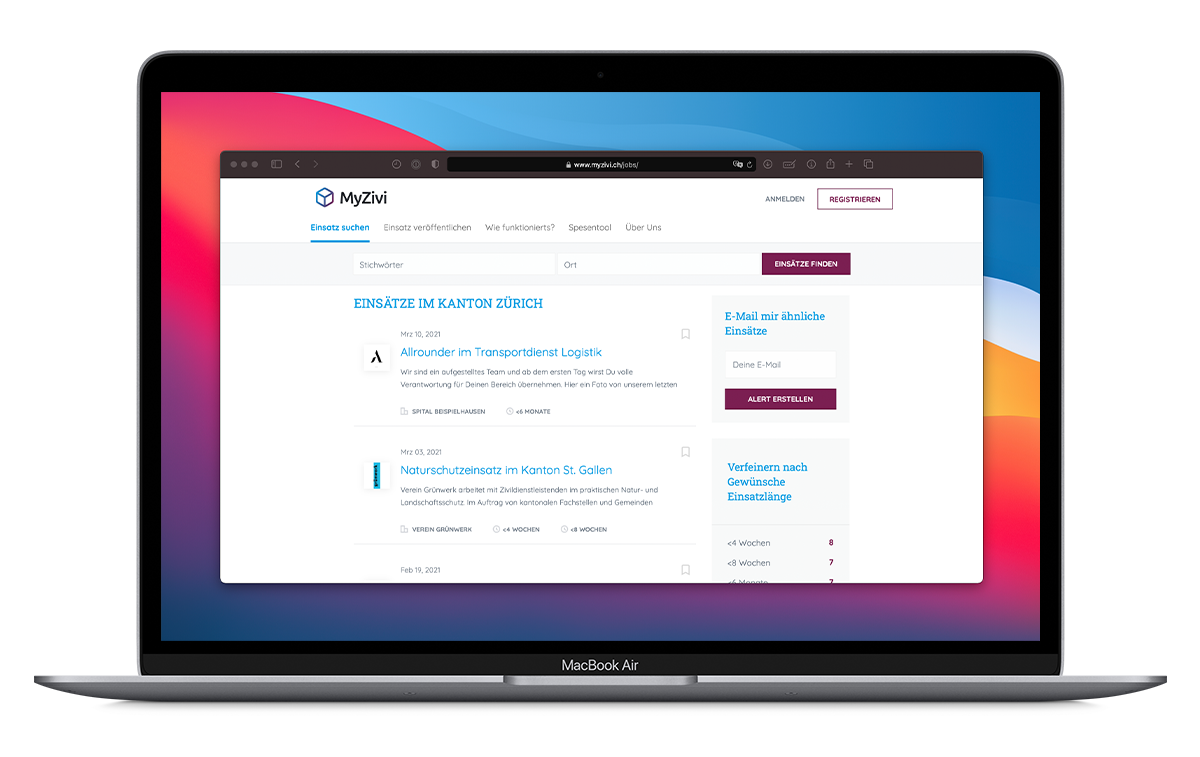 www.myzivi.ch/jobs/
MyZivi
ANMELDEN
REGISTRIEREN
Einsatz suchen
Einsatz veröffentlichen
Wie funktionierts?
Spesentool
Über Uns
Stichwörter
Ort
EINSÄTZE FINDEN
EINSÄTZE IM KANTON ZÜRICH
Mrz 10, 2021
Allrounder im Transportdienst Logistik
Wir sind ein aufgestelltes Team und ab dem ersten Tag wirst Du volle
Verantwortung für Deinen Bereich übernehmen. Hier ein Foto von unserem letzten
SPITAL BEISPIELHAUSEN
<6 MONATE
Mrz 03, 2021
Naturschutzeinsatz im Kanton St. Gallen
Verein Grünwerk arbeitet mit Zivildienstleistenden im praktischen Natur- und
Landschaftsschutz. Im Auftrag von kantonalen Fachstellen und Gemeinden
VEREIN GRÜNWERK
<4 WOCHEN
<8 WOCHEN
Feb 19, 2021
E-Mail mir ähnliche
Einsätze
Deine E-Mail
ALERT ERSTELLEN
Verfeinern nach
Gewünsche
Einsatzlänge
<4 Wochen 8
<8 Wochen 7
<6 Monate 7
MacBook Air